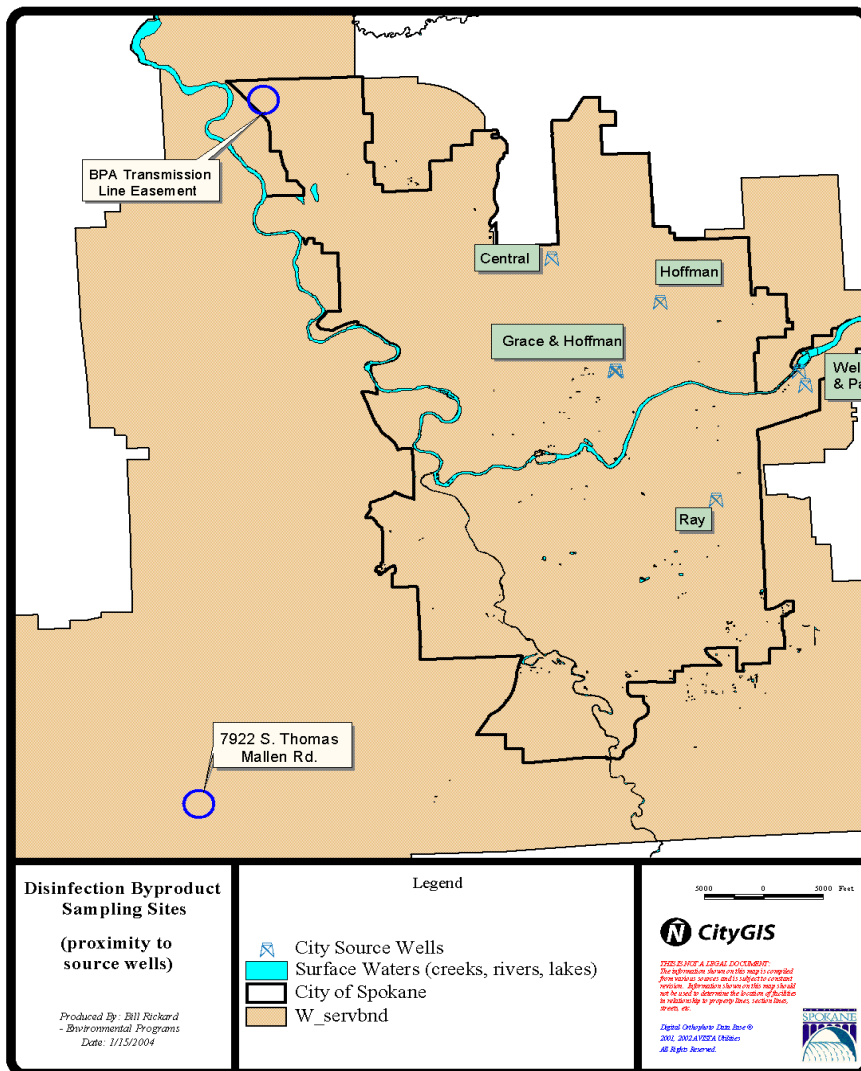 BPA Transmission
Line Easement
Central
Hoffman
Grace & Hoffman
Wel
& Pa
Ray
7922 S. Thomas
Mallen Rd.
Disinfection Byproduct
Sampling Sites
(proximity to
source wells)
Produced By: Bill Rickard
- Environmental Programs
Date: 1/15/2004
Legend
City Source Wells
Surface Waters (creeks, rivers, lakes)
City of Spokane
W_servbnd
5000 0 5000 Feet
N CityGIS
THIS IS NOT A LEGAL DOCUMENT:
The information shown on this map is compiled
from various sources and is subject to constant
revision. Information shown on this map should
not be used to determine the location of facilities
in relationship to property lines, section lines,
streets, etc.
Digital Orthophoto Data Base ©
2001, 2002 AVISTA Utilities
All Rights Reserved.
SPOKANE